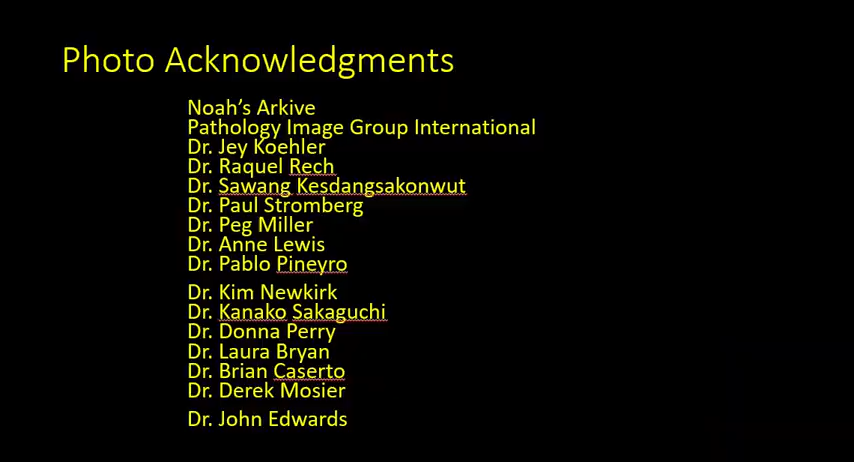 Photo Acknowledgments
Noah's Arkive
Pathology Image Group International
Dr. Jey Koehler
Dr. Raquel Rech
Dr. Sawang Kesdangsakonwut
Dr. Paul Stromberg
Dr. Peg Miller
Dr. Anne Lewis
Dr. Pablo Pineyro
Dr. Kim Newkirk
Dr. Kanako Sakaguchi
Dr. Donna Perry
Dr. Laura Bryan
Dr. Brian Caserto
Dr. Derek Mosier
Dr. John Edwards